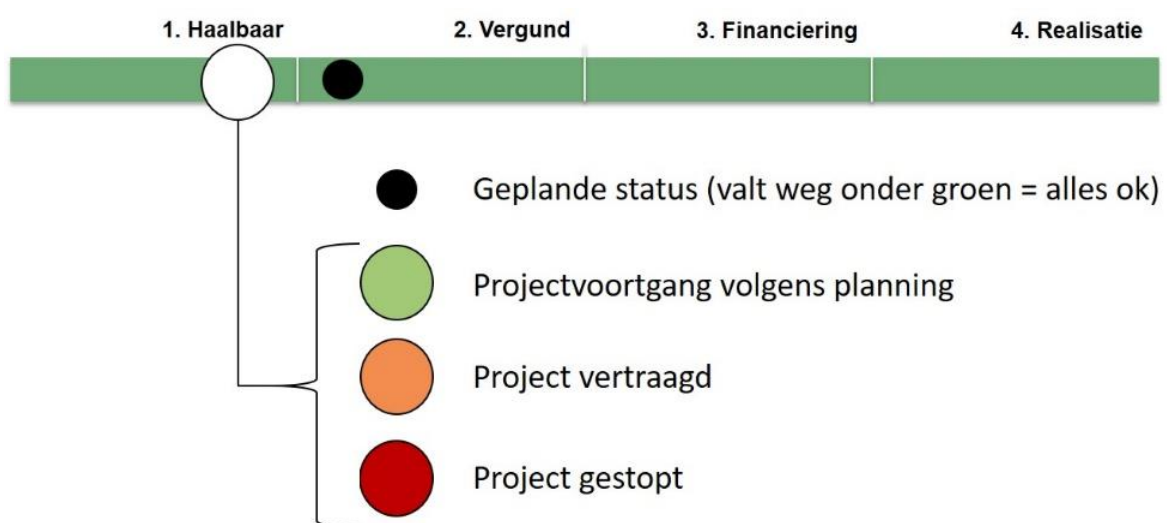 1. Haalbaar 2. Vergund 3. Financiering 4. Realisatie
Geplande status (valt weg onder groen = alles ok)
Projectvoortgang volgens planning
Project vertraagd
Project gestopt